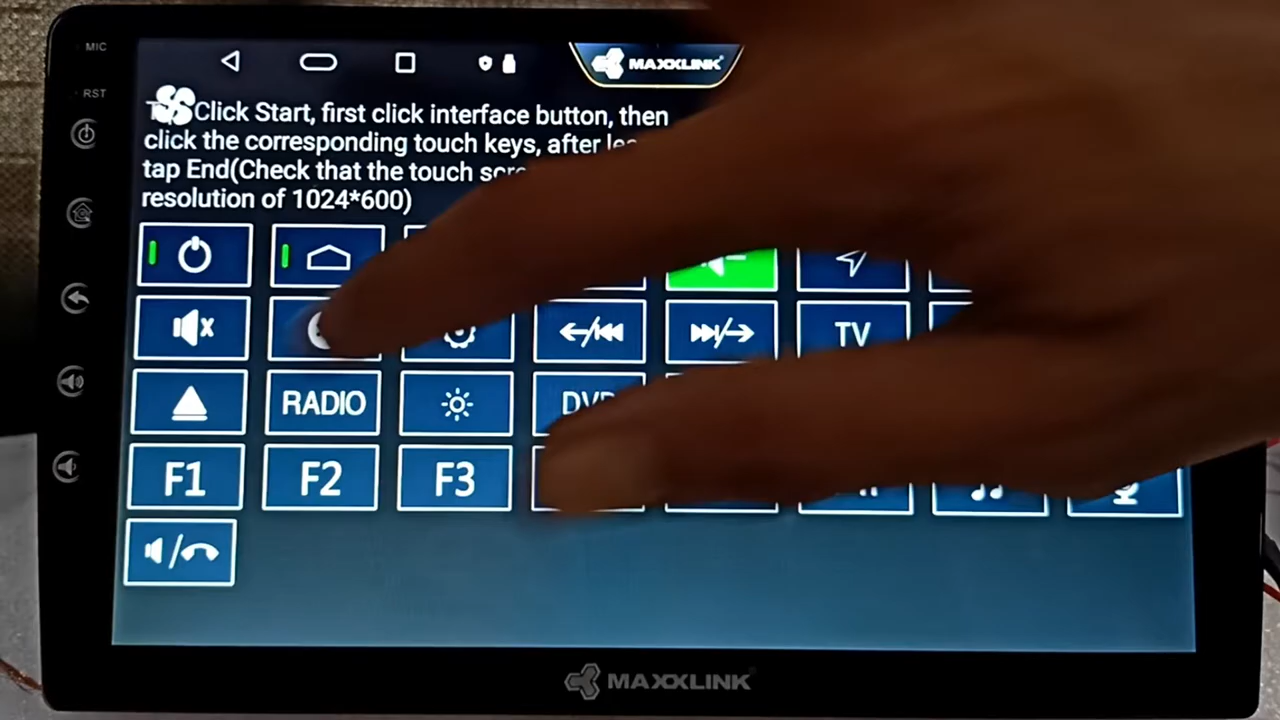 MIC
RST
MAXXLINK
Click Start, first click interface button, then
click the corresponding touch keys, after
tap End(Check that the touch
resolution of 1024*600)
TV
RADIO
F1 F2 F3
MAXXLINK